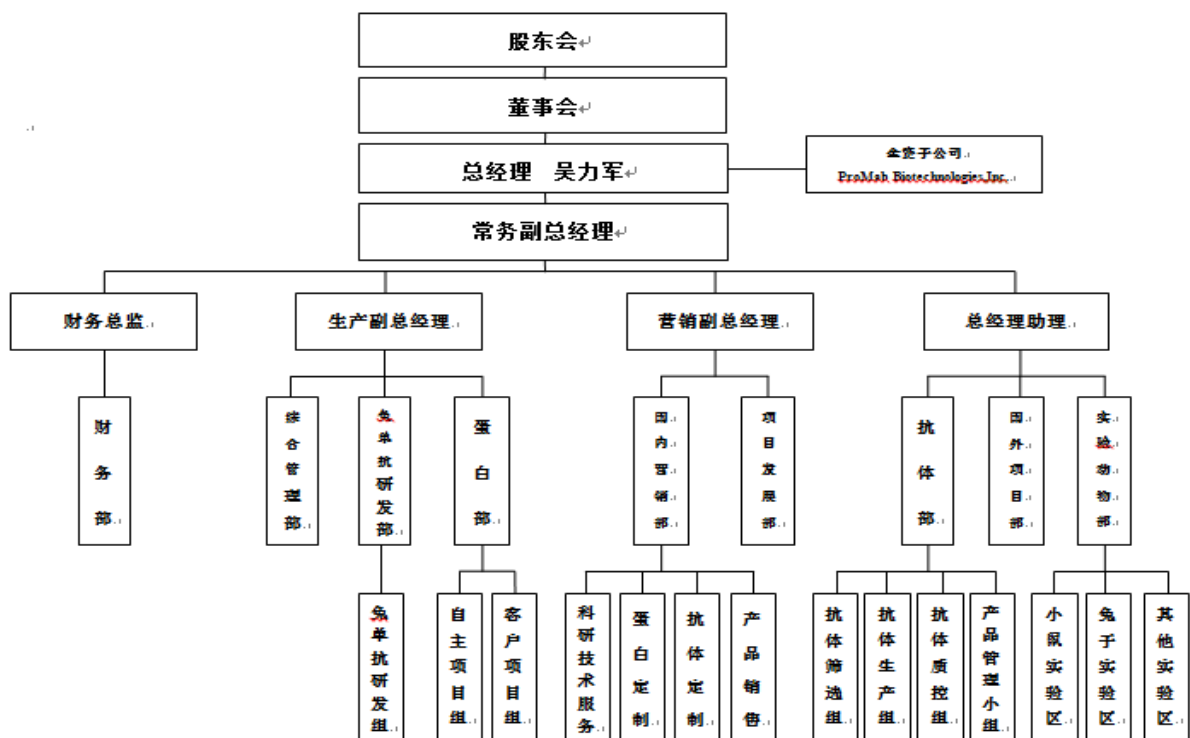 股东会
董事会
总经理 吴力军
全资子公司
ProMab Biotechnologies,Inc.
常务副总经理
财务总监
生产副总经理
营销副总经理
总经理助理
财务部
综合管理部
兔单抗研发部
蛋白部
国内营销部
项目发展部
抗体部
国外项目部
实验动物部
兔单抗研发组
自主项目组
客户项目组
科研技术服务
蛋白定制
抗体定制
产品销售
抗体筛选组
抗体生产组
抗体质控组
产品管理小组
小鼠实验区
兔子实验区
其他实验区